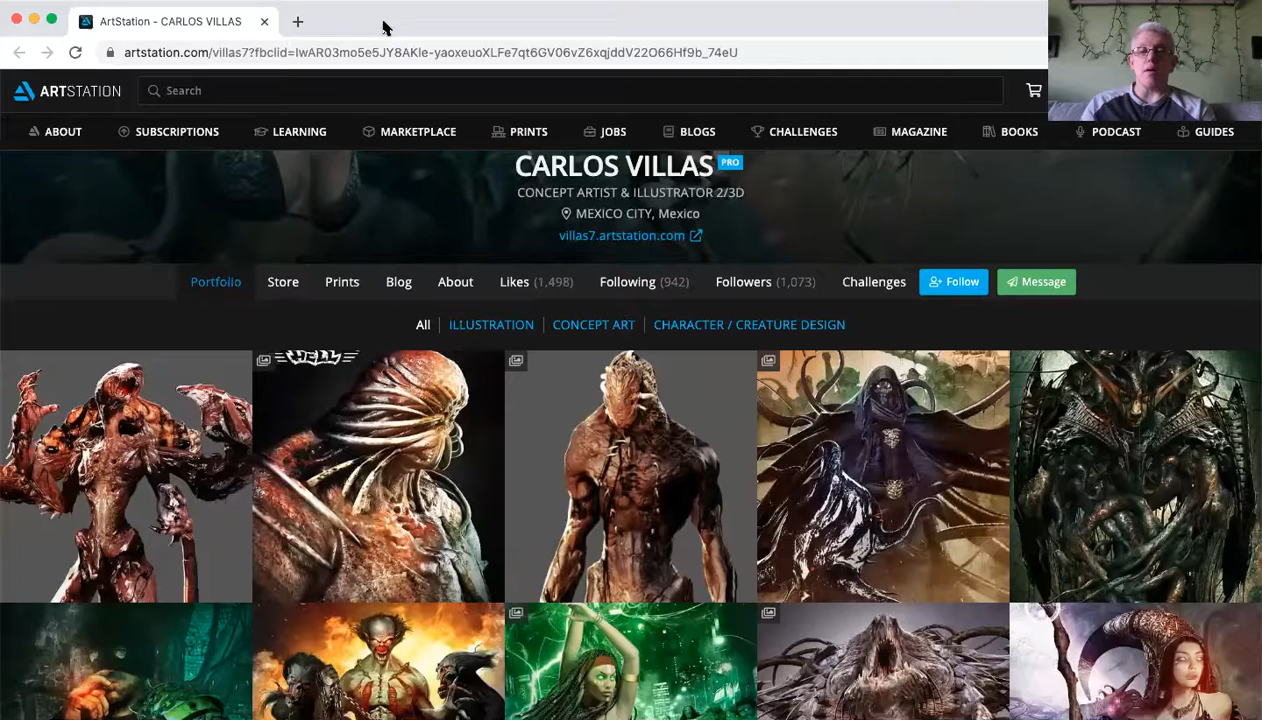 ArtStation - CARLOS VILLAS
artstation.com/villas7?fbclid=IwAR03mo5e5JY8AKle-yaoxeuoXLFe7qt6GV06vZ6xqjddV22O66Hf9b_74eU
ARTSTATION
Search
ABOUT SUBSCRIPTIONS LEARNING MARKETPLACE PRINTS JOBS BLOGS CHALLENGES MAGAZINE BOOKS PODCAST GUIDES
CARLOS VILLAS PRO
CONCEPT ARTIST & ILLUSTRATOR 2/3D
MEXICO CITY, Mexico
villas7.artstation.com
Portfolio Store Prints Blog About Likes (1,498) Following (942) Followers (1,073) Challenges Follow Message
All ILLUSTRATION CONCEPT ART CHARACTER / CREATURE DESIGN
HELL